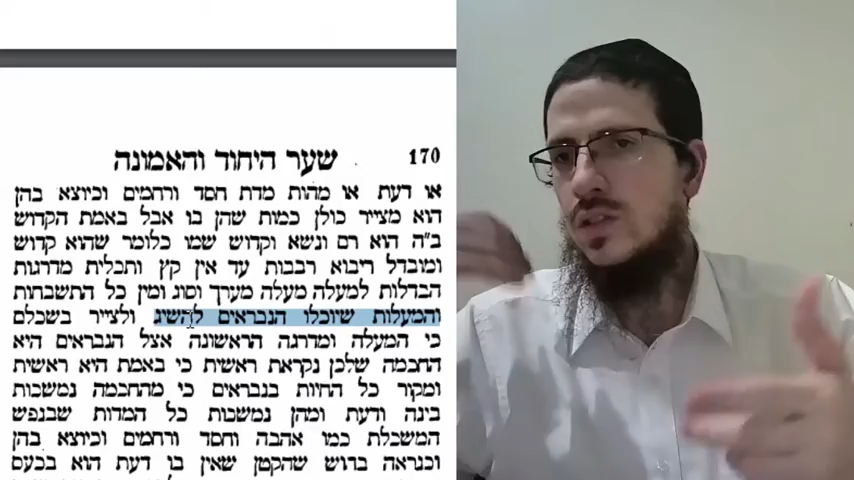 170 שער היחוד והאמונה
או דעת או מהות מדת חסד ורחמים וכיוצא בהן
הוא מצייר כולן כמות שהן בו אבל באמת הקדוש
ב"ה הוא רם ונשא וקדוש שמו כלומר שהוא קדוש
ומובדל ריבוא רבבות עד אין קץ ותכלית מדרגות
הבדלות למעלה מעלה מערך וסוג ומין כל התשבחות
והמעלות שיוכלו הנבראים להשיג ולצייר בשכלם
כי המעלה ומדרגה הראשונה אצל הנבראים היא
החכמה שלכן נקראת ראשית כי באמת היא ראשית
ומקור כל החיות בנבראים כי מהחכמה נמשכות
בינה ודעת ומהן נמשכות כל המדות שבנפש
המשכלת כמו אהבה וחסד ורחמים וכיוצא בהן
וכנראה בחוש שהקטן שאין בו דעת הוא בכעס